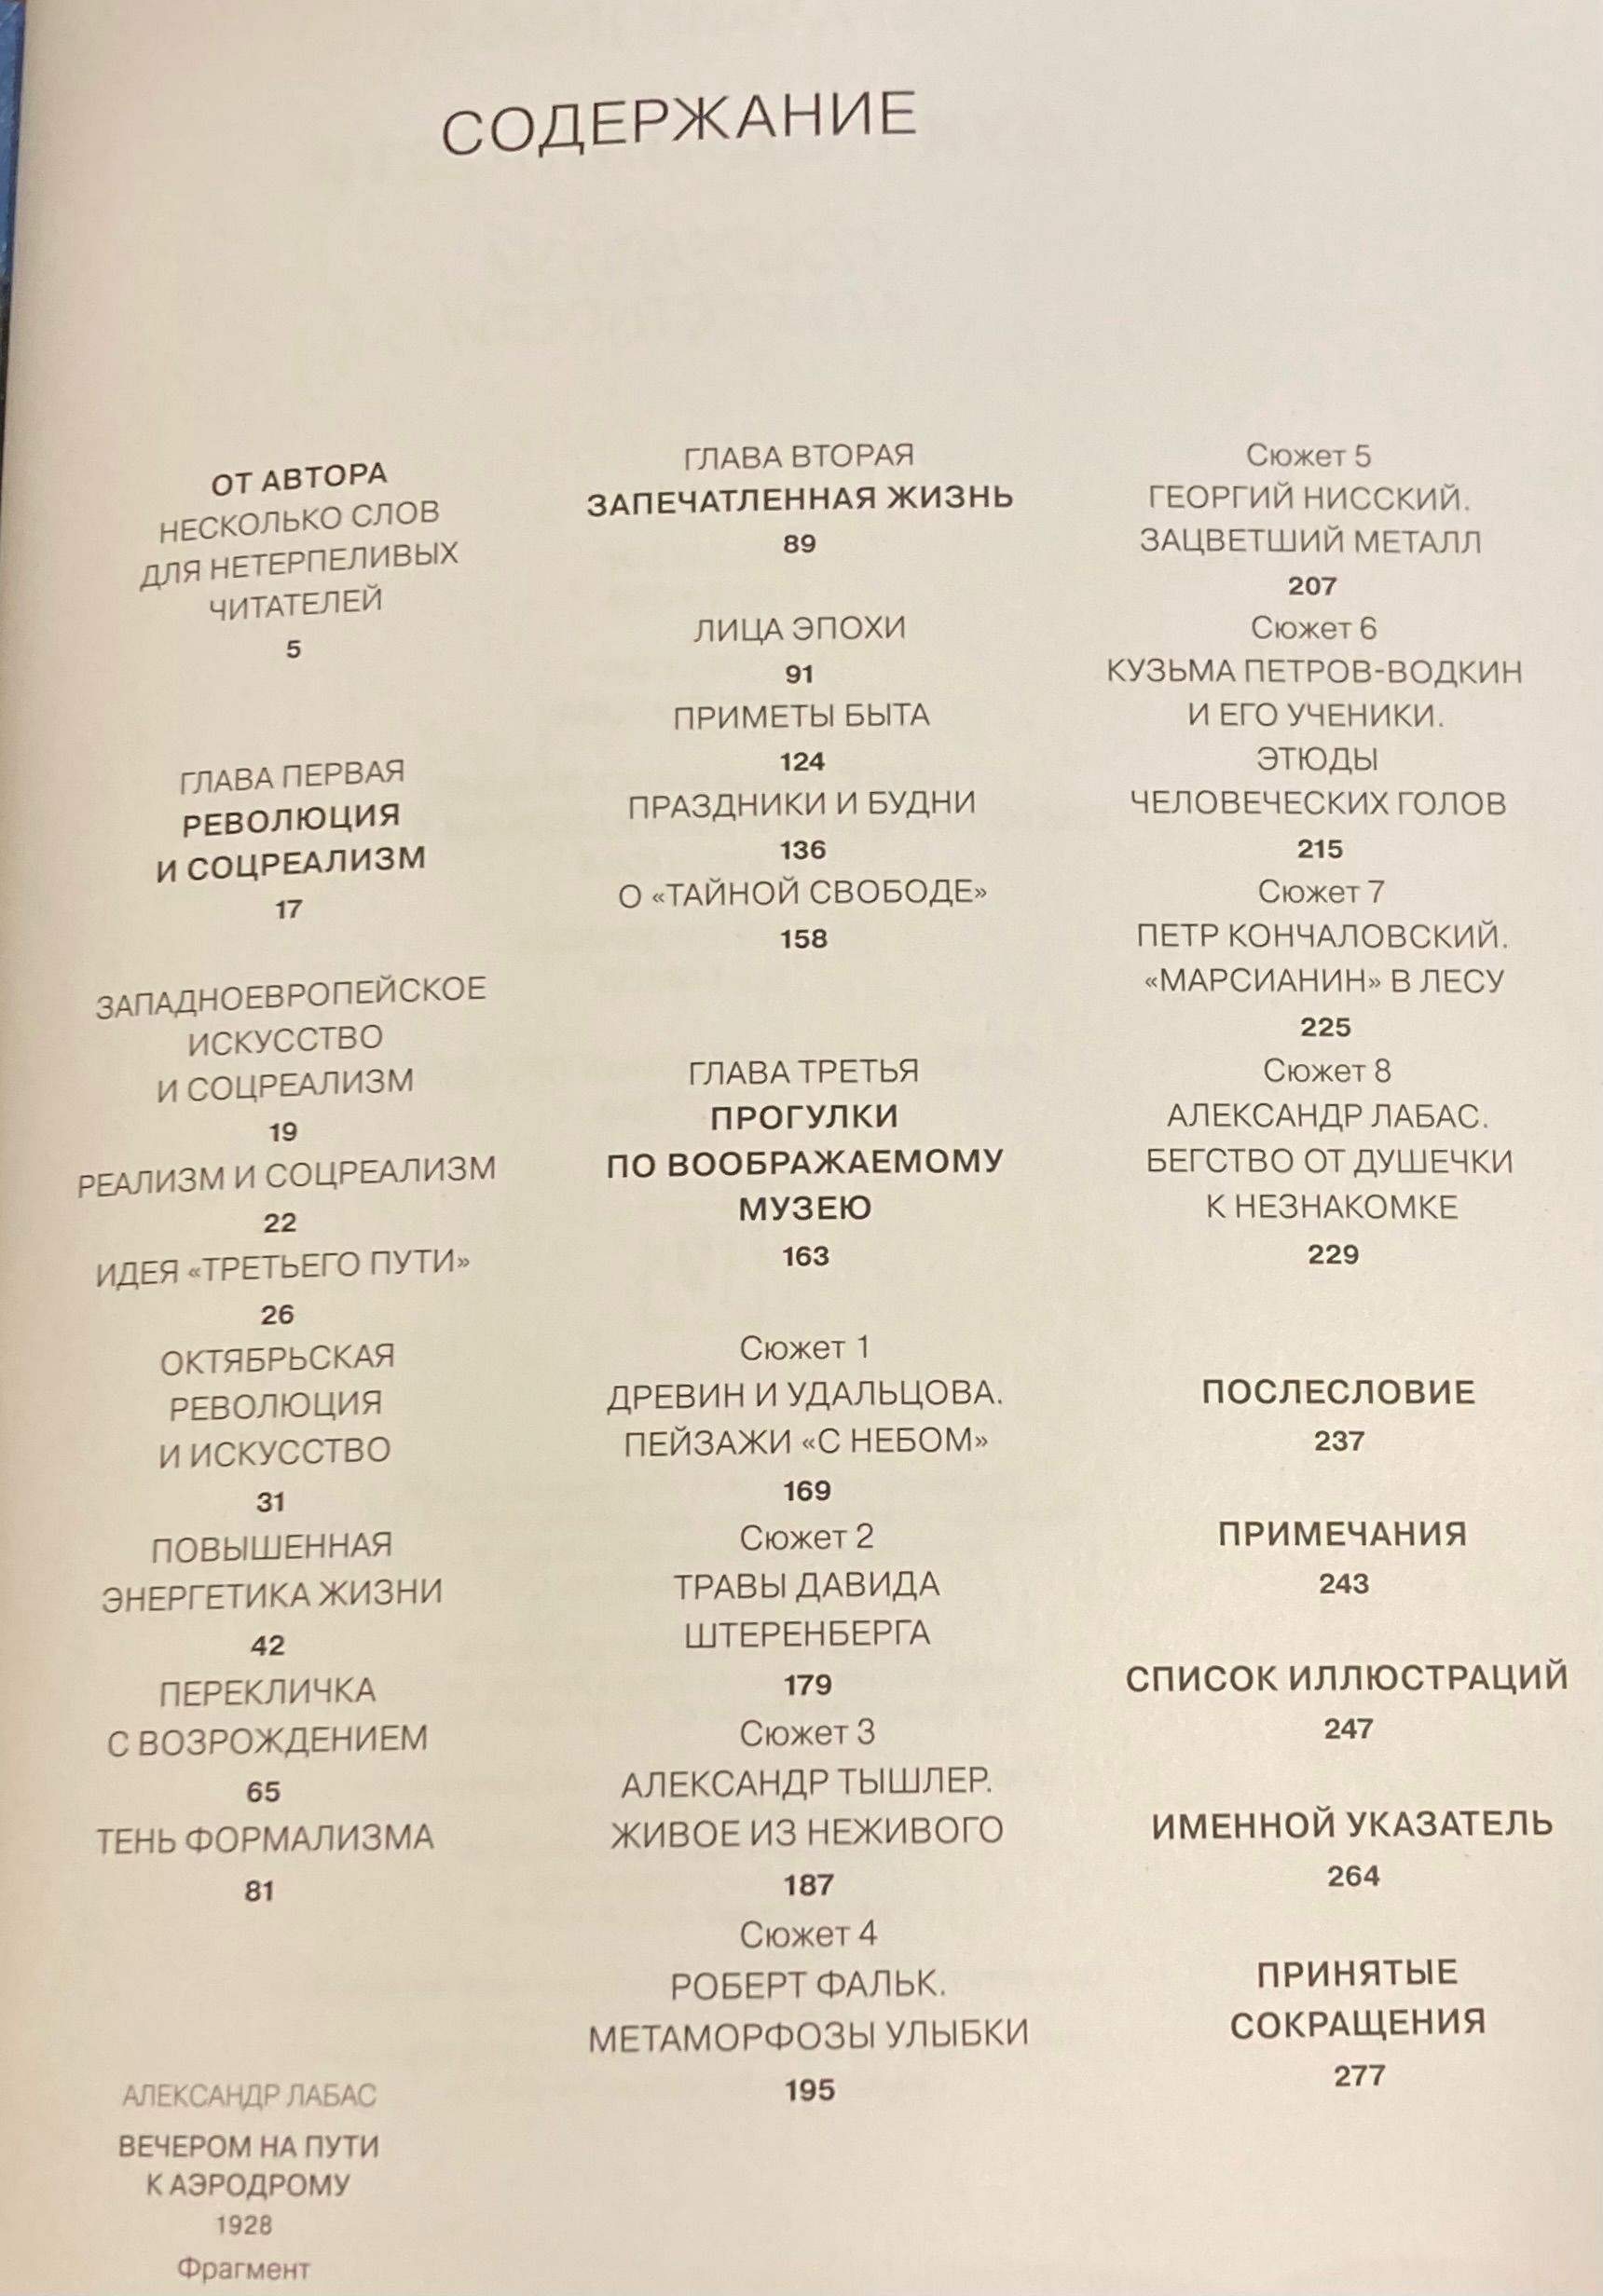 СОДЕРЖАНИЕ
ОТ АВТОРА
НЕСКОЛЬКО СЛОВ
ДЛЯ НЕТЕРПЕЛИВЫХ
ЧИТАТЕЛЕЙ
5
ГЛАВА ПЕРВАЯ
РЕВОЛЮЦИЯ
И СОЦРЕАЛИЗМ
17
ЗАПАДНОЕВРОПЕЙСКОЕ
ИСКУССТВО
И СОЦРЕАЛИЗМ
19
РЕАЛИЗМ И СОЦРЕАЛИЗМ
22
ИДЕЯ «ТРЕТЬЕГО ПУТИ»
26
ОКТЯБРЬСКАЯ
РЕВОЛЮЦИЯ
И ИСКУССТВО
31
ПОВЫШЕННАЯ
ЭНЕРГЕТИКА ЖИЗНИ
42
ПЕРЕКЛИЧКА
С ВОЗРОЖДЕНИЕМ
65
ТЕНЬ ФОРМАЛИЗМА
81
АЛЕКСАНДР ЛАБАС
ВЕЧЕРОМ НА ПУТИ
К АЭРОДРОМУ
1928
Фрагмент
ГЛАВА ВТОРАЯ
ЗАПЕЧАТЛЕННАЯ ЖИЗНЬ
89
ЛИЦА ЭПОХИ
91
ПРИМЕТЫ БЫТА
124
ПРАЗДНИКИ И БУДНИ
136
О «ТАЙНОЙ СВОБОДЕ»
158
ГЛАВА ТРЕТЬЯ
ПРОГУЛКИ
ПО ВООБРАЖАЕМОМУ
МУЗЕЮ
163
Сюжет 1
ДРЕВИН И УДАЛЬЦОВА.
ПЕЙЗАЖИ «С НЕБОМ»
169
Сюжет 2
ТРАВЫ ДАВИДА
ШТЕРЕНБЕРГА
179
Сюжет 3
АЛЕКСАНДР ТЫШЛЕР.
ЖИВОЕ ИЗ НЕЖИВОГО
187
Сюжет 4
РОБЕРТ ФАЛЬК.
МЕТАМОРФОЗЫ УЛЫБКИ
195
Сюжет 5
ГЕОРГИЙ НИССКИЙ.
ЗАЦВЕТШИЙ МЕТАЛЛ
207
Сюжет 6
КУЗЬМА ПЕТРОВ-ВОДКИН
И ЕГО УЧЕНИКИ.
ЭТЮДЫ
ЧЕЛОВЕЧЕСКИХ ГОЛОВ
215
Сюжет 7
ПЕТР КОНЧАЛОВСКИЙ.
«МАРСИАНИН» В ЛЕСУ
225
Сюжет 8
АЛЕКСАНДР ЛАБАС.
БЕГСТВО ОТ ДУШЕЧКИ
К НЕЗНАКОМКЕ
229
ПОСЛЕСЛОВИЕ
237
ПРИМЕЧАНИЯ
243
СПИСОК ИЛЛЮСТРАЦИЙ
247
ИМЕННОЙ УКАЗАТЕЛЬ
264
ПРИНЯТЫЕ
СОКРАЩЕНИЯ
277